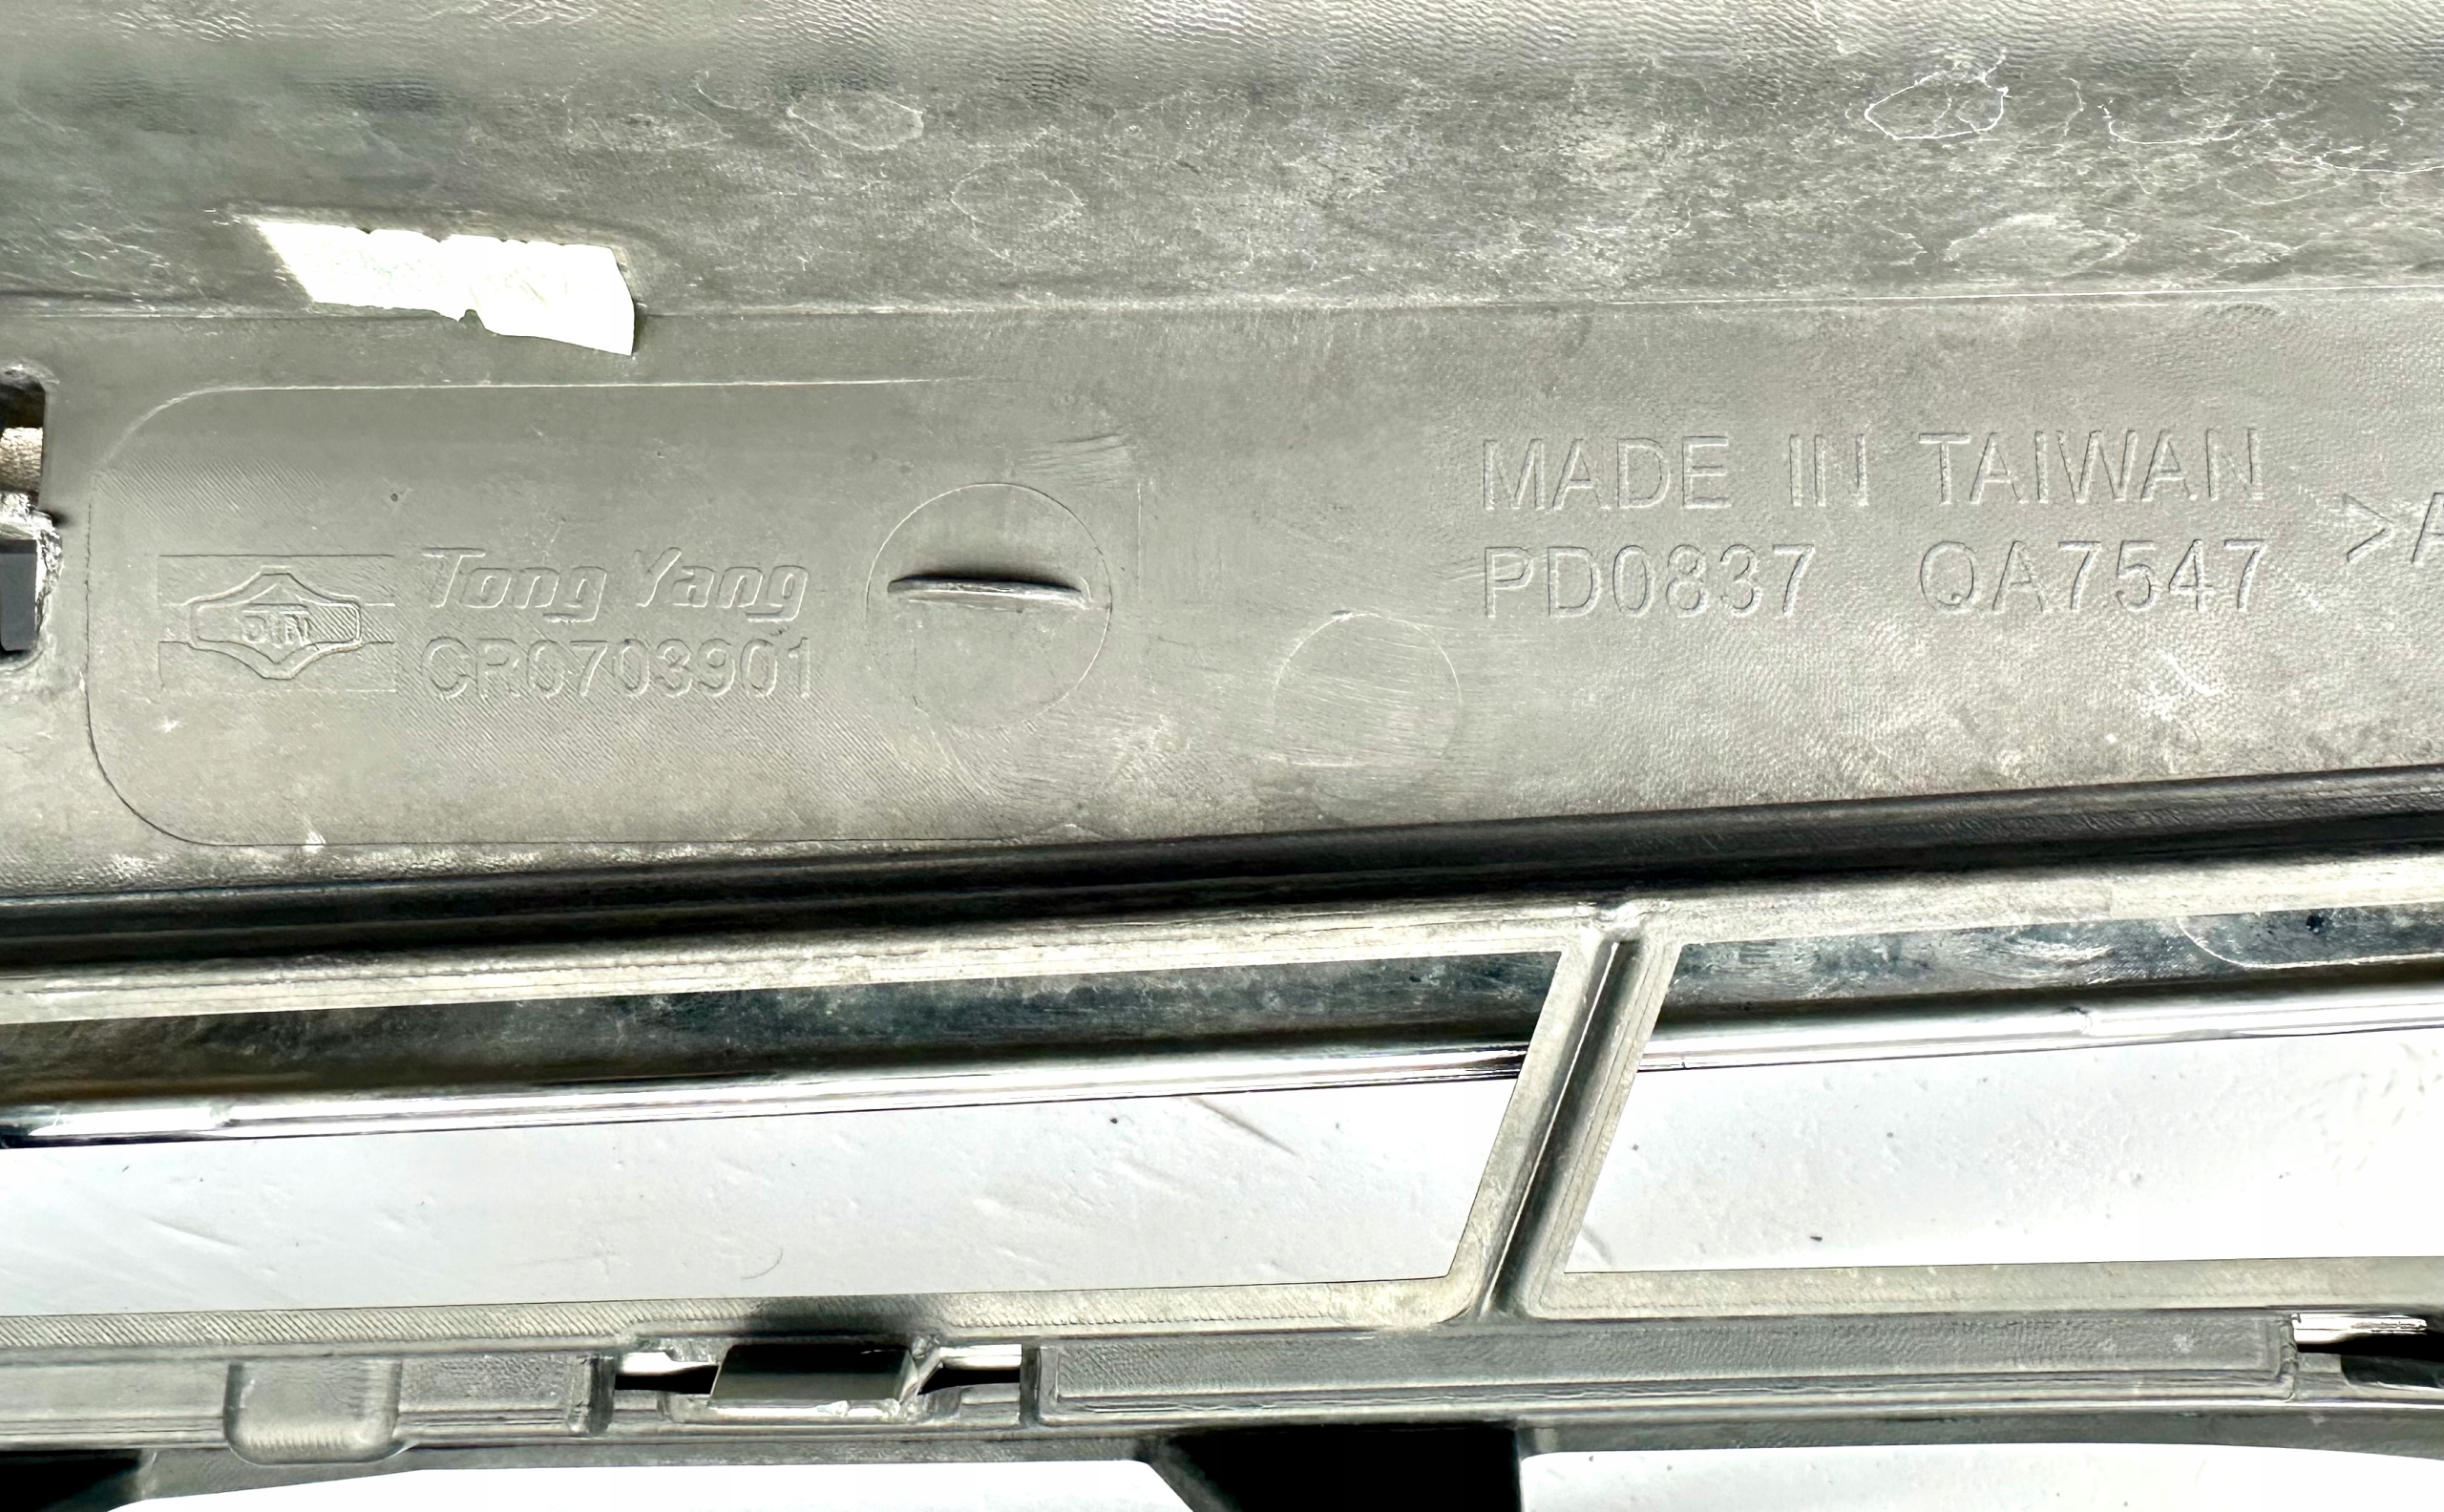 Tong Yang
CR0703901
MADE IN TAIWAN
PD0837 QA7547
>A